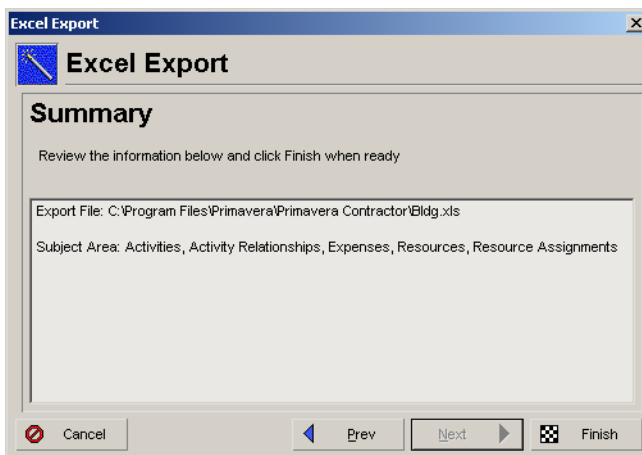 Excel Export
Excel Export
Summary
Review the information below and click Finish when ready
Export File: C:\Program Files\Primavera\Primavera Contractor\Bldg.xls
Subject Area: Activities, Activity Relationships, Expenses, Resources, Resource Assignments
Cancel Prev Next Finish